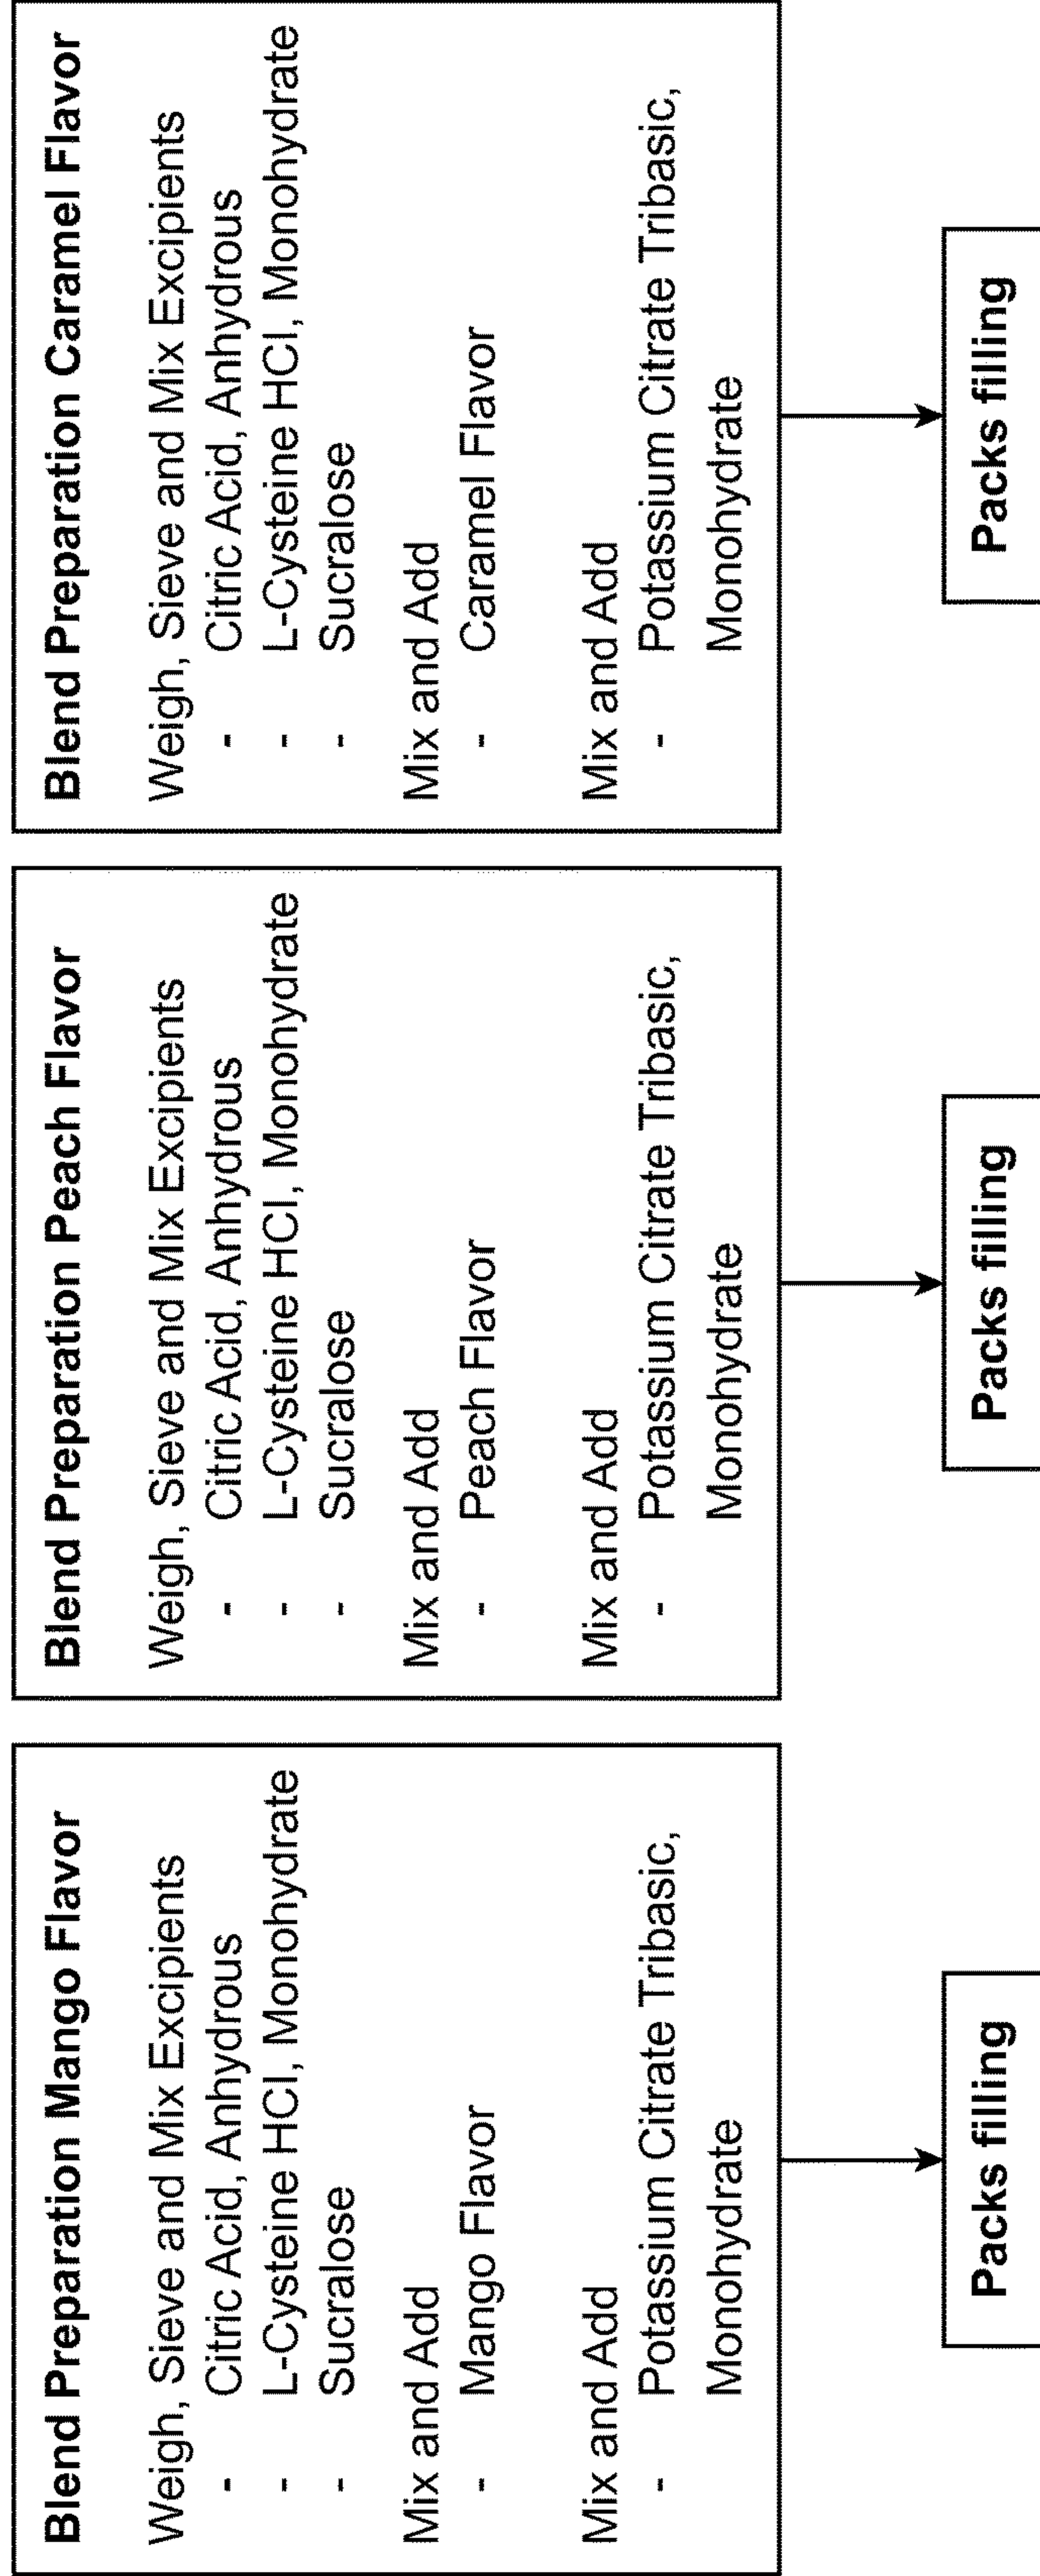 Blend Preparation Mango Flavor
Weigh, Sieve and Mix Excipients
- Citric Acid, Anhydrous
- L-Cysteine HCl, Monohydrate
- Sucralose
Mix and Add
- Mango Flavor
Mix and Add
- Potassium Citrate Tribasic,
Monohydrate
Packs filling
Blend Preparation Peach Flavor
Weigh, Sieve and Mix Excipients
- Citric Acid, Anhydrous
- L-Cysteine HCl, Monohydrate
- Sucralose
Mix and Add
- Peach Flavor
Mix and Add
- Potassium Citrate Tribasic,
Monohydrate
Packs filling
Blend Preparation Caramel Flavor
Weigh, Sieve and Mix Excipients
- Citric Acid, Anhydrous
- L-Cysteine HCl, Monohydrate
- Sucralose
Mix and Add
- Caramel Flavor
Mix and Add
- Potassium Citrate Tribasic,
Monohydrate
Packs filling